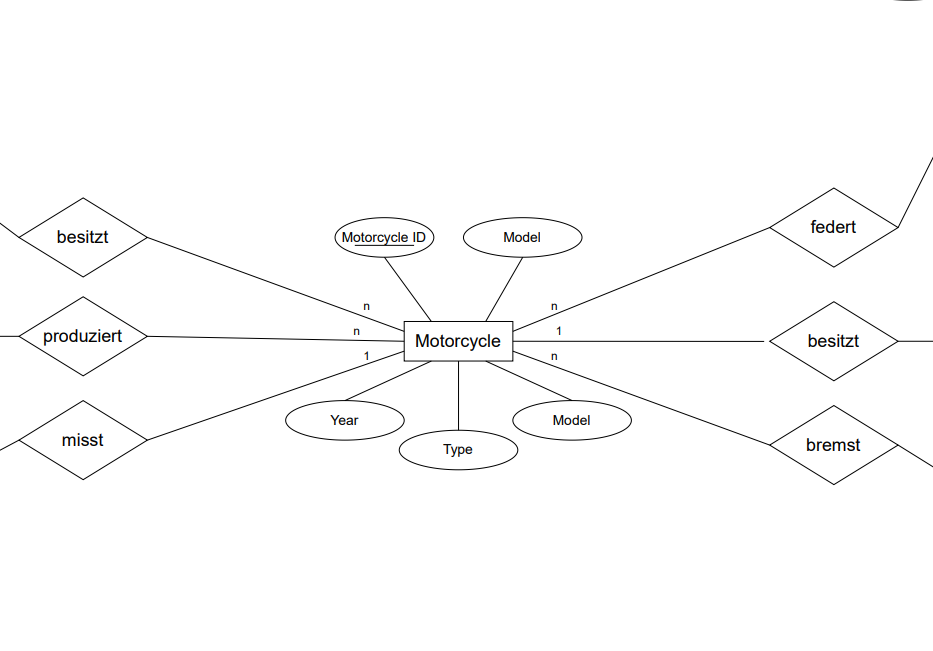 besitzt
Motorcycle ID
Model
federt
n
n
produziert
n
1
Motorcycle
besitzt
1
n
misst
Year
Model
Type
bremst